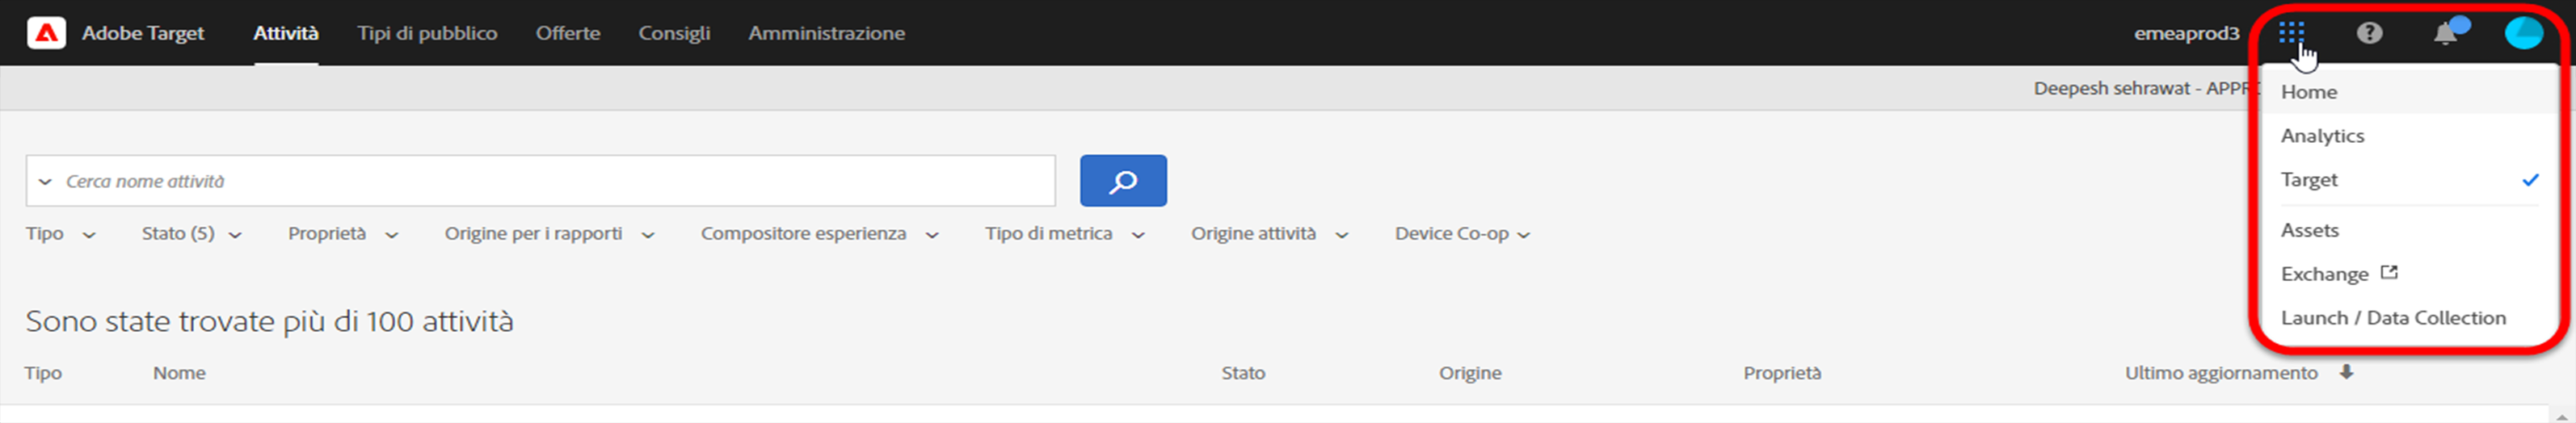 Adobe Target Attività Tipi di pubblico Offerte Consigli Amministrazione emeaprod3
Deepesh sehrawat - APPR
Home
Analytics
Target
Assets
Exchange
Launch / Data Collection
Cerca nome attività
Tipo Stato (5) Proprietà Origine per i rapporti Compositore esperienza Tipo di metrica Origine attività Device Co-op
Sono state trovate più di 100 attività
Tipo Nome Stato Origine Proprietà Ultimo aggiornamento